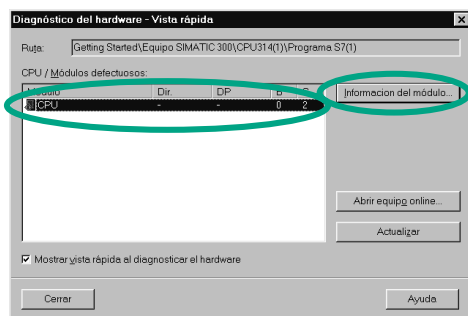 Diagnóstico del hardware - Vista rápida
Ruta: Getting Started\Equipo SIMATIC 300\CPU314(1)\Programa S7(1)
CPU / Módulos defectuosos:
Módulo Dir. DP B S
CPU - - 0 2
Informacion del módulo...
Abrir equipo online...
Actualizar
Mostrar vista rápida al diagnosticar el hardware
Cerrar Ayuda